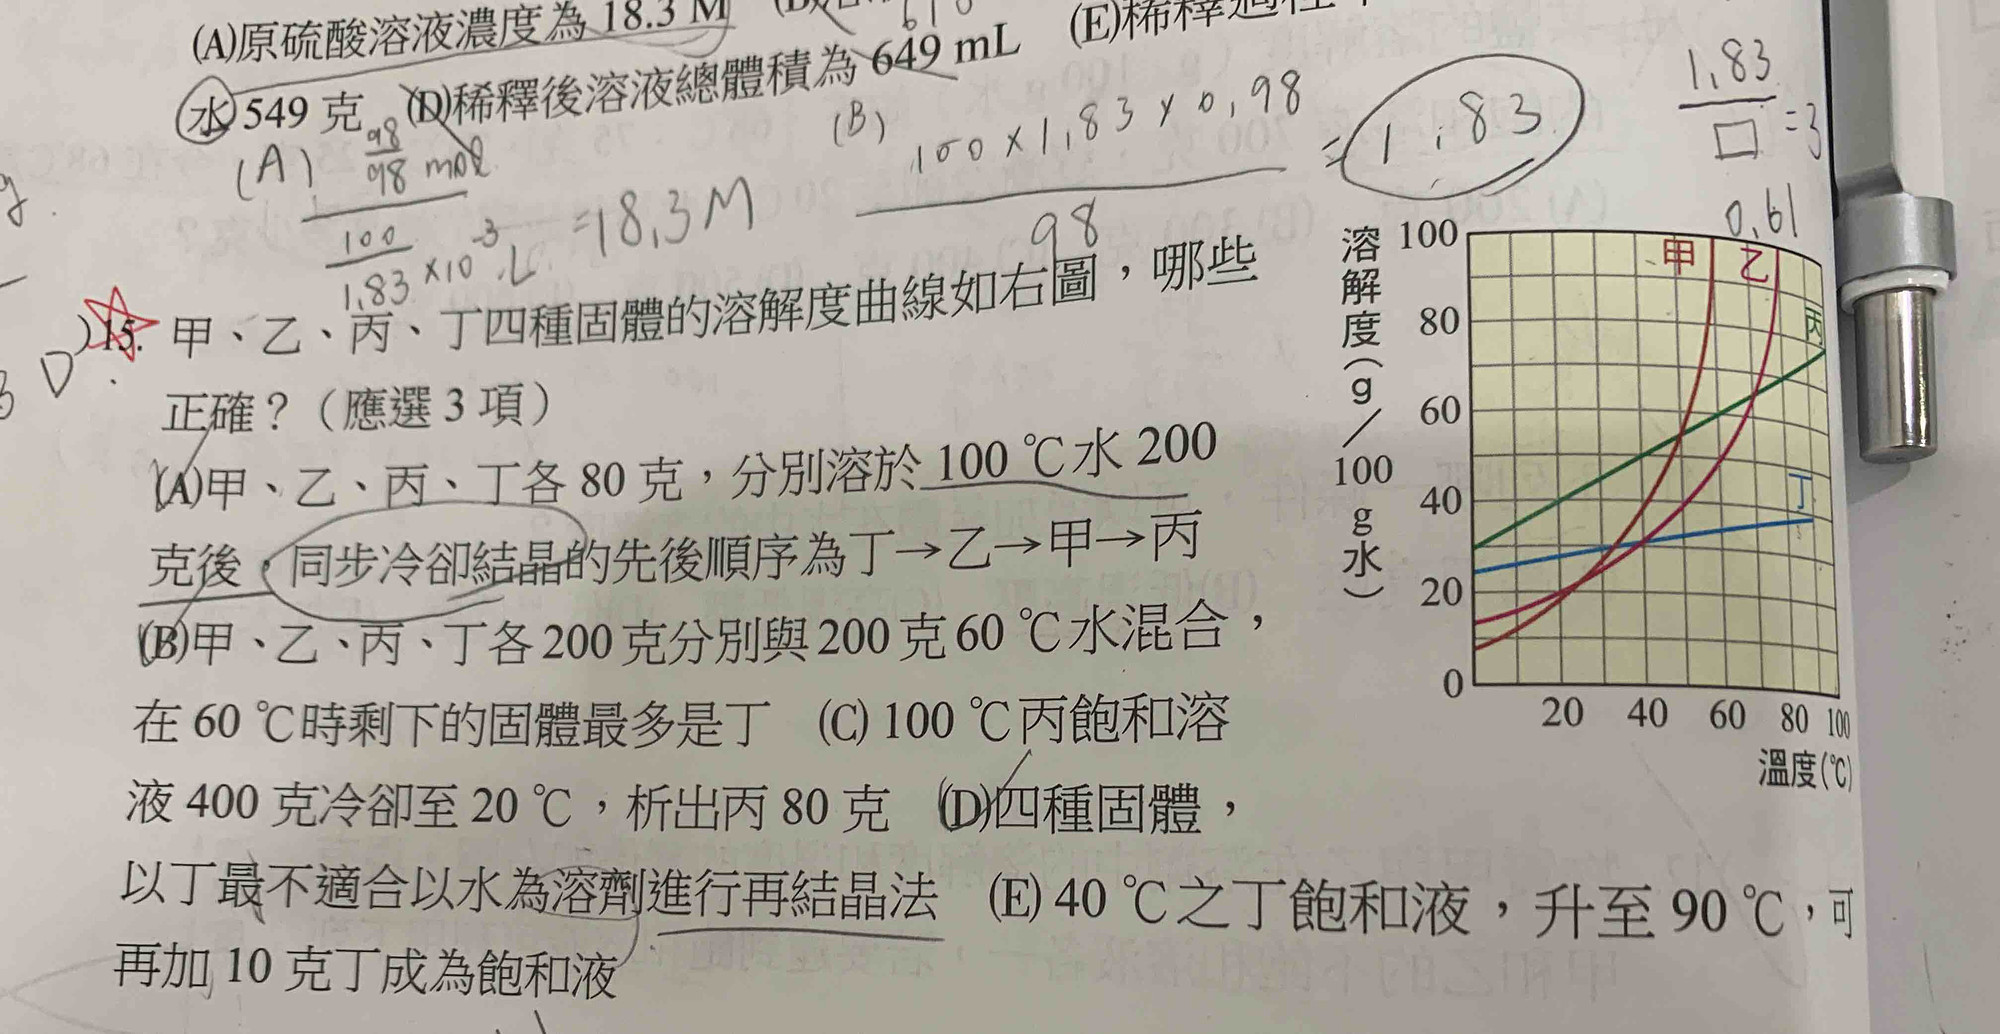 (A)原硫酸溶液濃度為 18.3 M
水 549 克 (D)稀釋後溶液總體積為 649 mL (E)稀釋過程
(A) 98/98 mol / 100/1.83 ×10⁻³ L =18.3M
(B) 100×1.83×0.98 / 98 = 1.83
1.83/□=3
0.61
D
)15. 甲、乙、丙、丁四種固體的溶解度曲線如右圖，哪些
正確？（應選 3 項）
(A)甲、乙、丙、丁各 80 克，分別溶於 100 ℃水 200
克後，同步冷卻結晶的先後順序為丁→乙→甲→丙
(B)甲、乙、丙、丁各 200 克分別與 200 克 60 ℃水混合，
在 60 ℃時剩下的固體最多是丁 (C) 100 ℃丙飽和溶
液 400 克冷卻至 20 ℃，析出丙 80 克 (D)四種固體，
以丁最不適合以水為溶劑進行再結晶法 (E) 40 ℃之丁飽和液，升至 90 ℃，可
再加 10 克丁成為飽和液
溶解度(g/100g水)
100
80
60
40
20
0
甲
乙
丙
丁
20 40 60 80 100
溫度(℃)